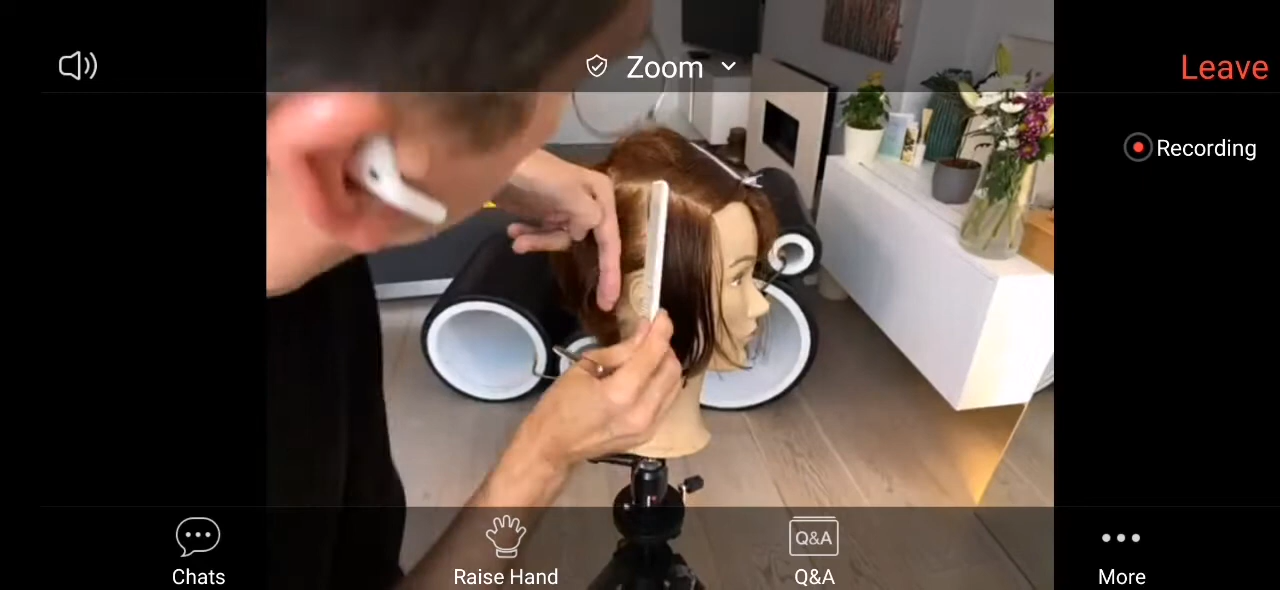 Zoom
Leave
Recording
Chats
Raise Hand
Q&A
Q&A
More